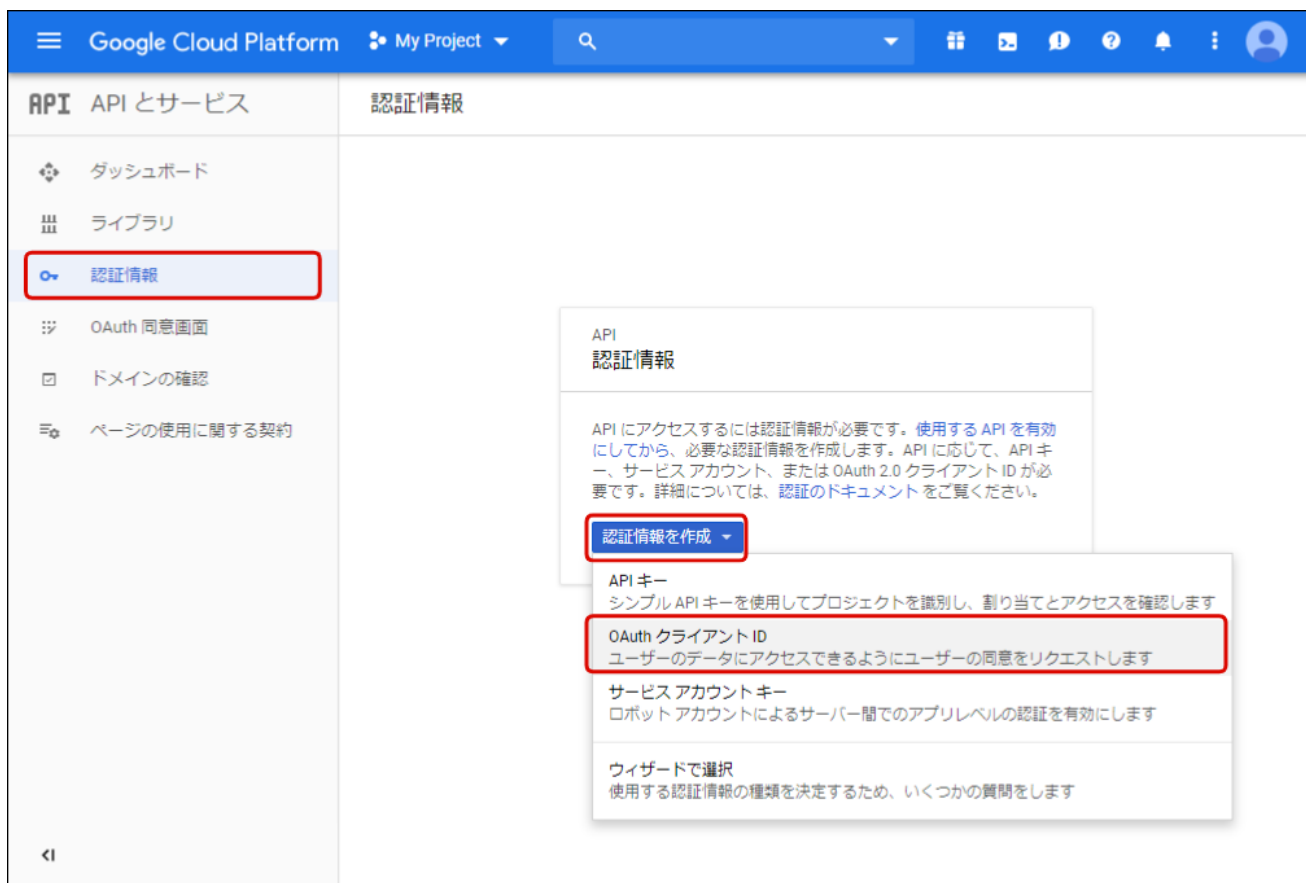 Google Cloud Platform
My Project
API APIとサービス
認証情報
ダッシュボード
ライブラリ
認証情報
OAuth 同意画面
ドメインの確認
ページの使用に関する契約
API
認証情報
API にアクセスするには認証情報が必要です。使用する API を有効
にしてから、必要な認証情報を作成します。API に応じて、API キ
ー、サービス アカウント、または OAuth 2.0 クライアント ID が必
要です。詳細については、認証のドキュメント をご覧ください。
認証情報を作成
API キー
シンプル API キーを使用してプロジェクトを識別し、割り当てとアクセスを確認します
OAuth クライアント ID
ユーザーのデータにアクセスできるようにユーザーの同意をリクエストします
サービス アカウント キー
ロボット アカウントによるサーバー間でのアプリレベルの認証を有効にします
ウィザードで選択
使用する認証情報の種類を決定するため、いくつかの質問をします